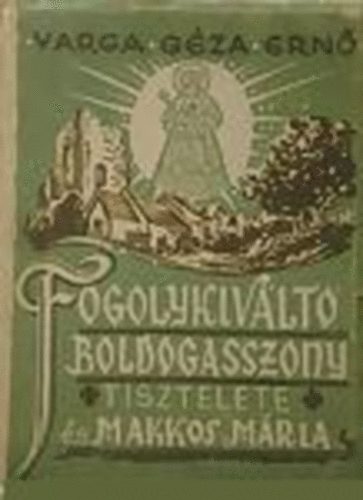 VARGA GÉZA ERNŐ
FOGOLYKIVÁLTÓ
BOLDOGASSZONY
TISZTELETE
és MAKKOS MÁRIA